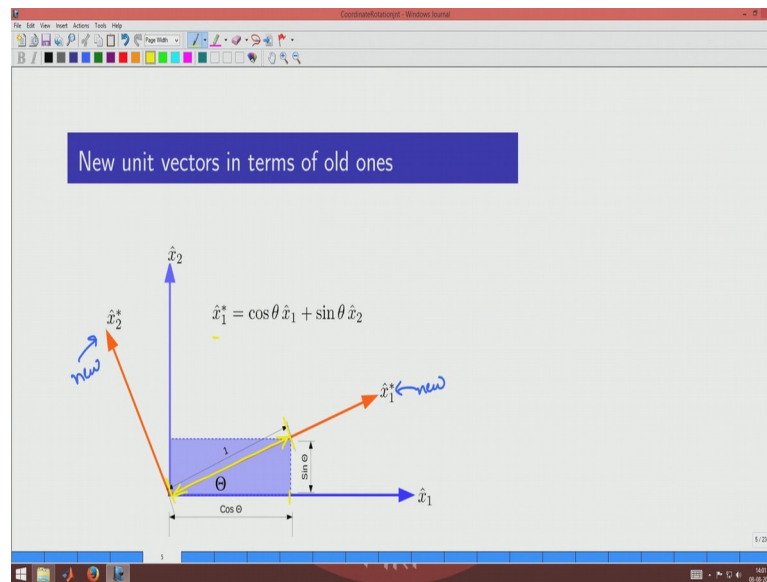 CoordinateRotation.jnt - Windows Journal
File Edit View Insert Actions Tools Help
Page Width
B I
New unit vectors in terms of old ones
x̂₂
x̂₂*
x̂₁* = cos θ x̂₁ + sin θ x̂₂
new
x̂₁* new
1
Θ
Sin Θ
x̂₁
Cos Θ
5/23
5
14:01